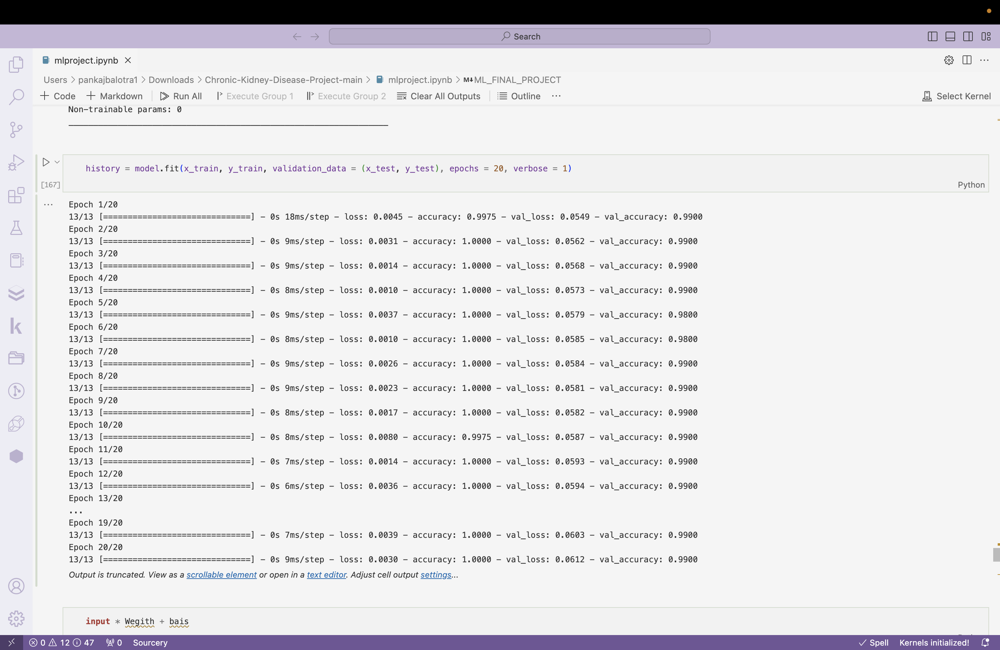 Search
mlproject.ipynb
Users > pankajbalotra1 > Downloads > Chronic-Kidney-Disease-Project-main > mlproject.ipynb > M↓ML_FINAL_PROJECT
+ Code + Markdown Run All Execute Group 1 Execute Group 2 Clear All Outputs Outline ... Select Kernel
Non-trainable params: 0
history = model.fit(x_train, y_train, validation_data = (x_test, y_test), epochs = 20, verbose = 1)
[167] Python
Epoch 1/20
13/13 [==============================] - 0s 18ms/step - loss: 0.0045 - accuracy: 0.9975 - val_loss: 0.0549 - val_accuracy: 0.9900
Epoch 2/20
13/13 [==============================] - 0s 9ms/step - loss: 0.0031 - accuracy: 1.0000 - val_loss: 0.0562 - val_accuracy: 0.9900
Epoch 3/20
13/13 [==============================] - 0s 9ms/step - loss: 0.0014 - accuracy: 1.0000 - val_loss: 0.0568 - val_accuracy: 0.9900
Epoch 4/20
13/13 [==============================] - 0s 8ms/step - loss: 0.0010 - accuracy: 1.0000 - val_loss: 0.0573 - val_accuracy: 0.9900
Epoch 5/20
13/13 [==============================] - 0s 9ms/step - loss: 0.0037 - accuracy: 1.0000 - val_loss: 0.0579 - val_accuracy: 0.9800
Epoch 6/20
13/13 [==============================] - 0s 8ms/step - loss: 0.0010 - accuracy: 1.0000 - val_loss: 0.0585 - val_accuracy: 0.9800
Epoch 7/20
13/13 [==============================] - 0s 9ms/step - loss: 0.0026 - accuracy: 1.0000 - val_loss: 0.0584 - val_accuracy: 0.9900
Epoch 8/20
13/13 [==============================] - 0s 9ms/step - loss: 0.0023 - accuracy: 1.0000 - val_loss: 0.0581 - val_accuracy: 0.9900
Epoch 9/20
13/13 [==============================] - 0s 8ms/step - loss: 0.0017 - accuracy: 1.0000 - val_loss: 0.0582 - val_accuracy: 0.9900
Epoch 10/20
13/13 [==============================] - 0s 8ms/step - loss: 0.0080 - accuracy: 0.9975 - val_loss: 0.0587 - val_accuracy: 0.9900
Epoch 11/20
13/13 [==============================] - 0s 7ms/step - loss: 0.0014 - accuracy: 1.0000 - val_loss: 0.0593 - val_accuracy: 0.9900
Epoch 12/20
13/13 [==============================] - 0s 6ms/step - loss: 0.0036 - accuracy: 1.0000 - val_loss: 0.0594 - val_accuracy: 0.9900
Epoch 13/20
...
Epoch 19/20
13/13 [==============================] - 0s 7ms/step - loss: 0.0039 - accuracy: 1.0000 - val_loss: 0.0603 - val_accuracy: 0.9900
Epoch 20/20
13/13 [==============================] - 0s 9ms/step - loss: 0.0030 - accuracy: 1.0000 - val_loss: 0.0612 - val_accuracy: 0.9900
Output is truncated. View as a scrollable element or open in a text editor. Adjust cell output settings...
input * Wegith + bais
0 12 47 0 Sourcery Spell Kernels initialized!